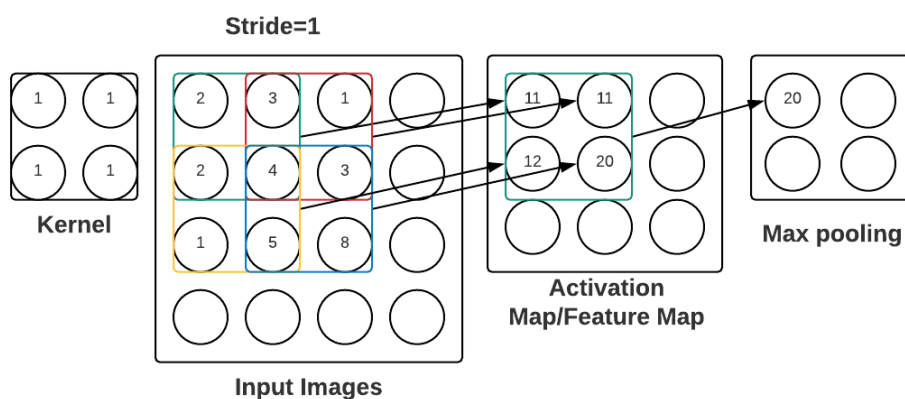 Stride=1
1 1
1 1
Kernel
2 3 1
2 4 3
1 5 8
Input Images
11 11
12 20
Activation
Map/Feature Map
20
Max pooling